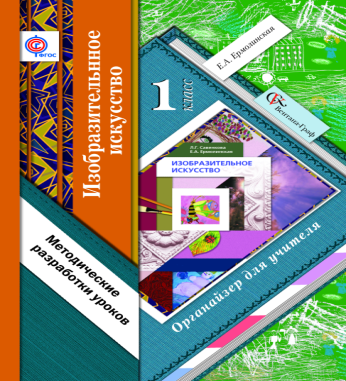 ФГОС
Изобразительное
искусство
1
класс
Е.А. Ермолинская
Вентана-Граф
Л.Г. Савенкова
Е.А. Ермолинская
ИЗОБРАЗИТЕЛЬНОЕ
ИСКУССТВО
Методические
разработки уроков
Органайзер для учителя